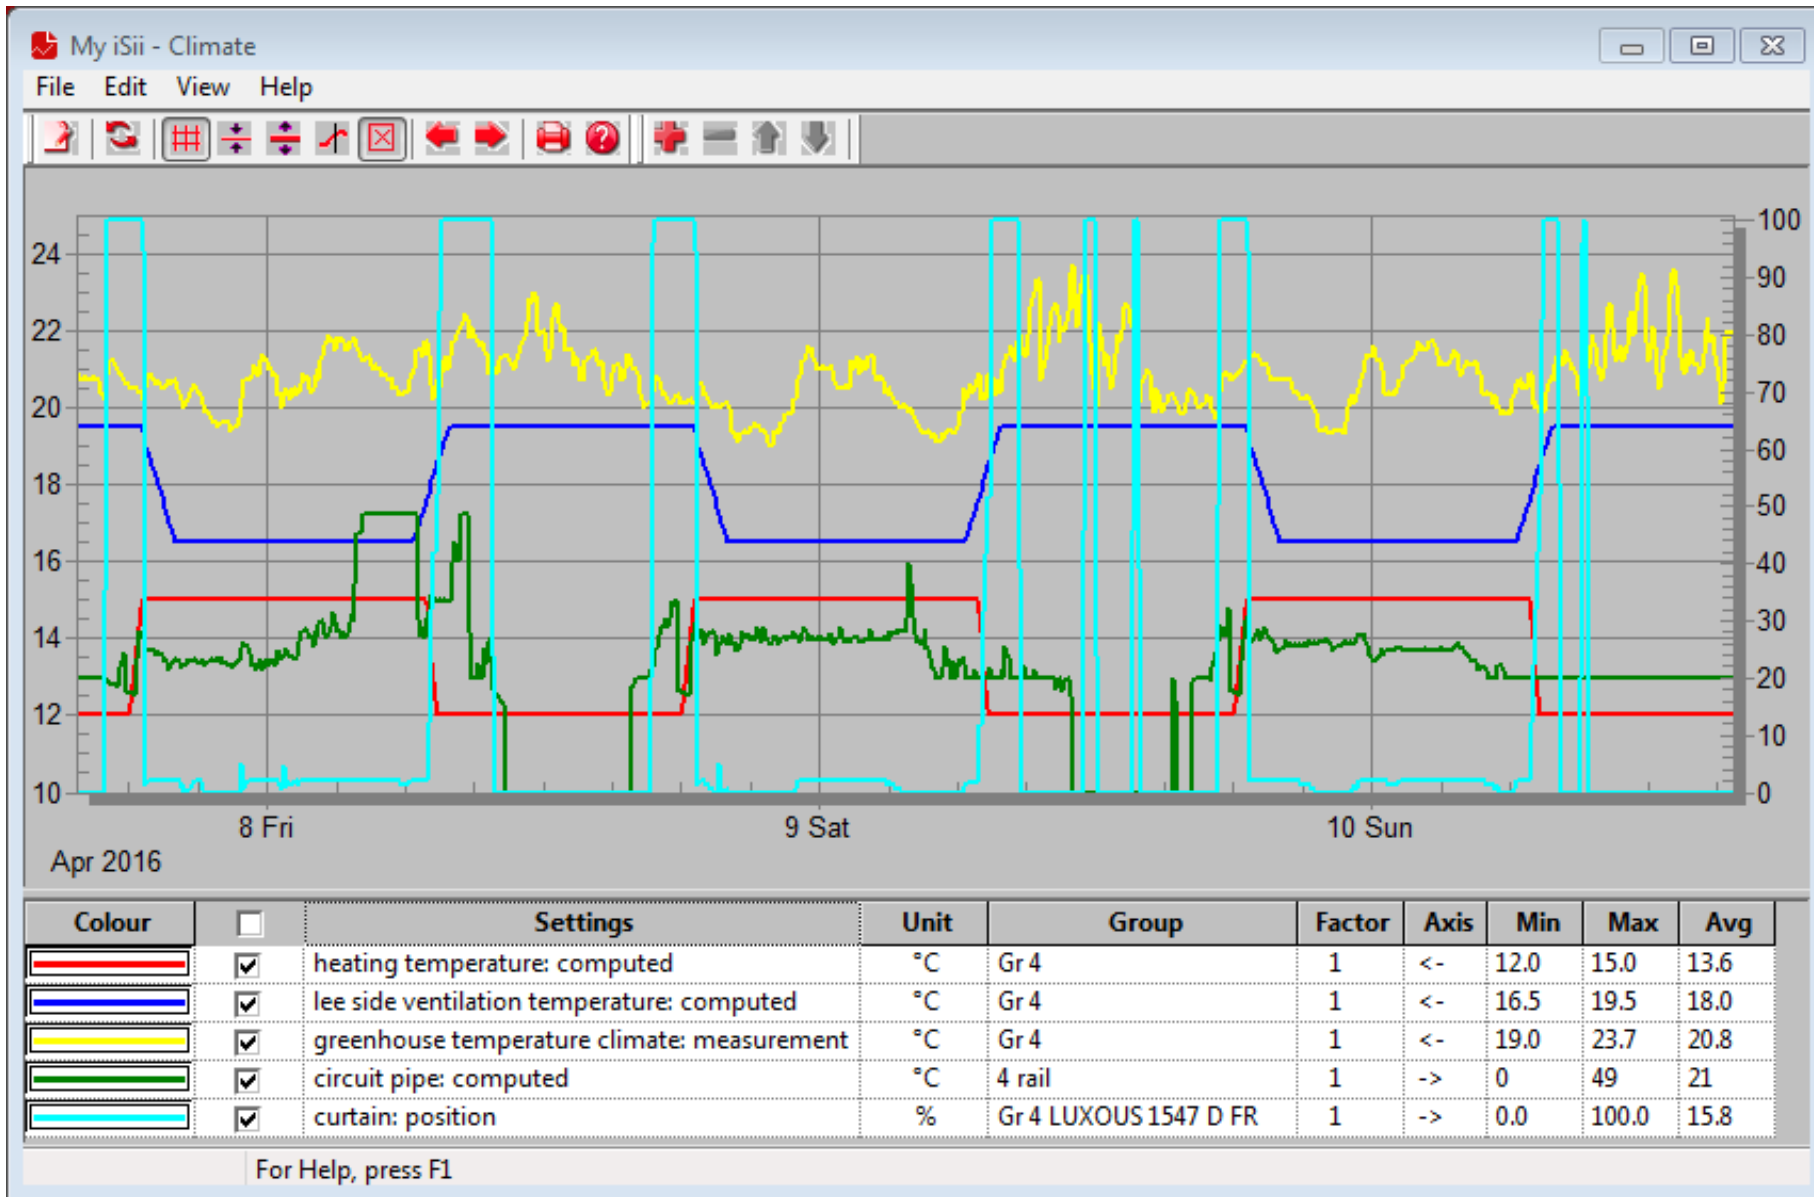 My iSii - Climate
File Edit View Help
24
22
20
18
16
14
12
10
100
90
80
70
60
50
40
30
20
10
0
8 Fri 9 Sat 10 Sun
Apr 2016
Colour Settings Unit Group Factor Axis Min Max Avg
heating temperature: computed °C Gr 4 1 <- 12.0 15.0 13.6
lee side ventilation temperature: computed °C Gr 4 1 <- 16.5 19.5 18.0
greenhouse temperature climate: measurement °C Gr 4 1 <- 19.0 23.7 20.8
circuit pipe: computed °C 4 rail 1 -> 0 49 21
curtain: position % Gr 4 LUXOUS 1547 D FR 1 -> 0.0 100.0 15.8
For Help, press F1